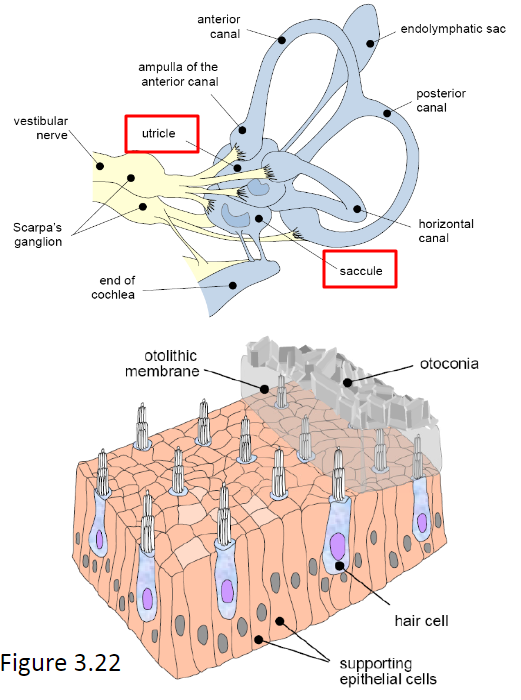 anterior
canal
endolymphatic sac
ampulla of the
anterior canal
posterior
canal
vestibular
nerve
utricle
Scarpa's
ganglion
horizontal
canal
saccule
end of
cochlea
otolithic
membrane
otoconia
hair cell
supporting
epithelial cells
Figure 3.22